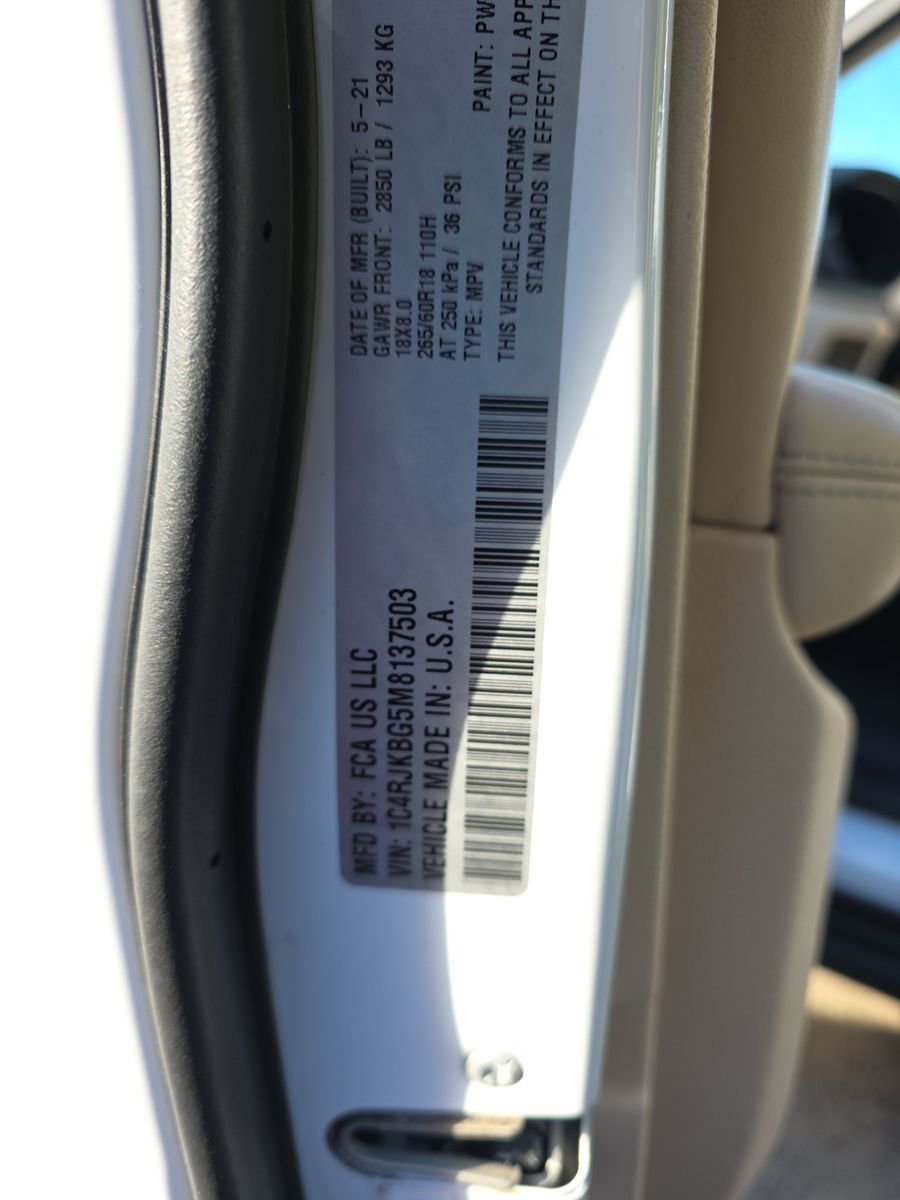 MFD BY: FCA US LLC
VIN: 1C4RJKBG5M8137503
VEHICLE MADE IN: U.S.A.
DATE OF MFR (BUILT): 5-21
GAWR FRONT: 2850 LB / 1293 KG
18X8.0
265/60R18 110H
AT 250 kPa / 36 PSI
TYPE: MPV PAINT: PW
THIS VEHICLE CONFORMS TO ALL APP
STANDARDS IN EFFECT ON TH